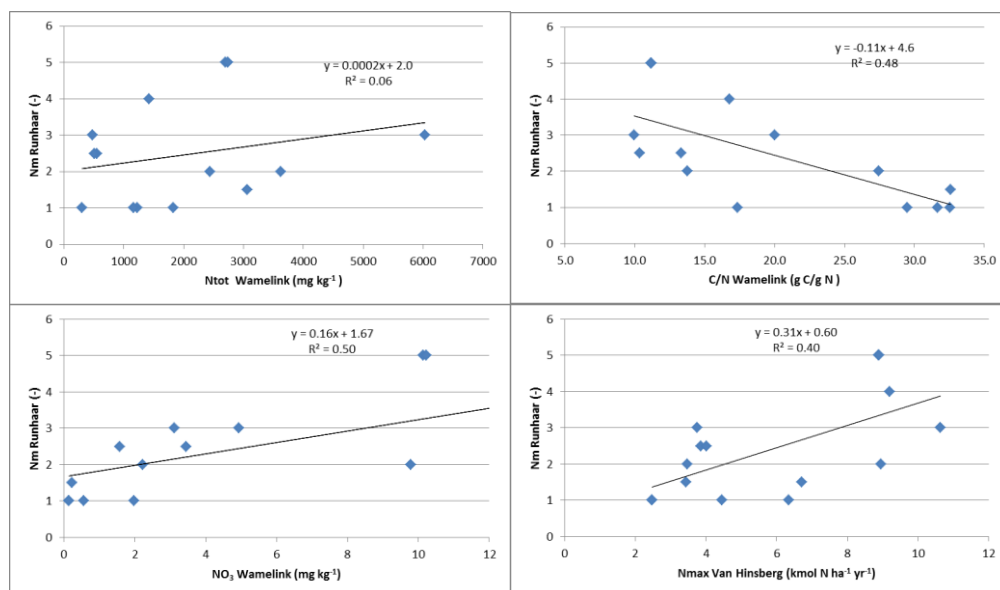 6
5
4
3
2
1
0
Nm Runhaar (-)
y = 0.0002x + 2.0
R² = 0.06
0 1000 2000 3000 4000 5000 6000 7000
Ntot Wamelink (mg kg⁻¹ )
6
5
4
3
2
1
0
Nm Runhaar (-)
y = -0.11x + 4.6
R² = 0.48
5.0 10.0 15.0 20.0 25.0 30.0 35.0
C/N Wamelink (g C/g N )
6
5
4
3
2
1
0
Nm Runhaar (-)
y = 0.16x + 1.67
R² = 0.50
0 2 4 6 8 10 12
NO₃ Wamelink (mg kg⁻¹)
6
5
4
3
2
1
0
Nm Runhaar (-)
y = 0.31x + 0.60
R² = 0.40
0 2 4 6 8 10 12
Nmax Van Hinsberg (kmol N ha⁻¹ yr⁻¹)